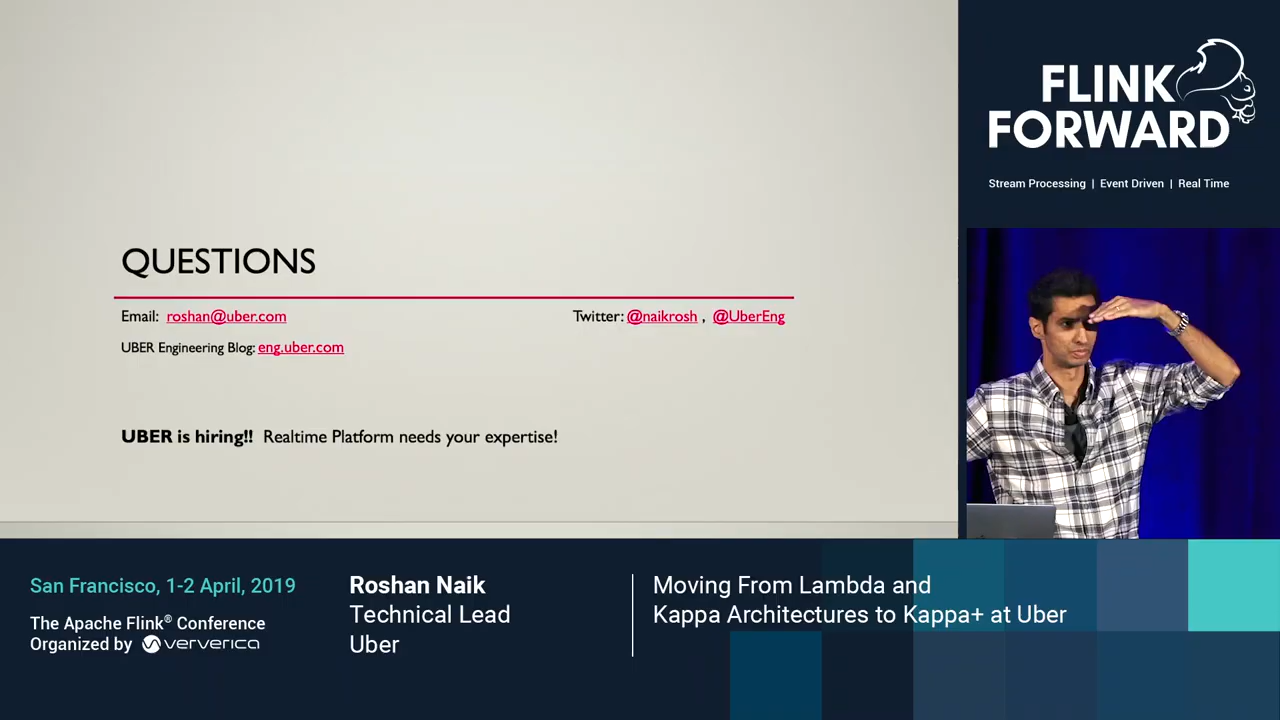 QUESTIONS
Email: roshan@uber.com
Twitter: @naikrosh , @UberEng
UBER Engineering Blog: eng.uber.com
UBER is hiring!! Realtime Platform needs your expertise!
FLINK
FORWARD
Stream Processing | Event Driven | Real Time
San Francisco, 1-2 April, 2019
The Apache Flink® Conference
Organized by ververica
Roshan Naik
Technical Lead
Uber
Moving From Lambda and
Kappa Architectures to Kappa+ at Uber